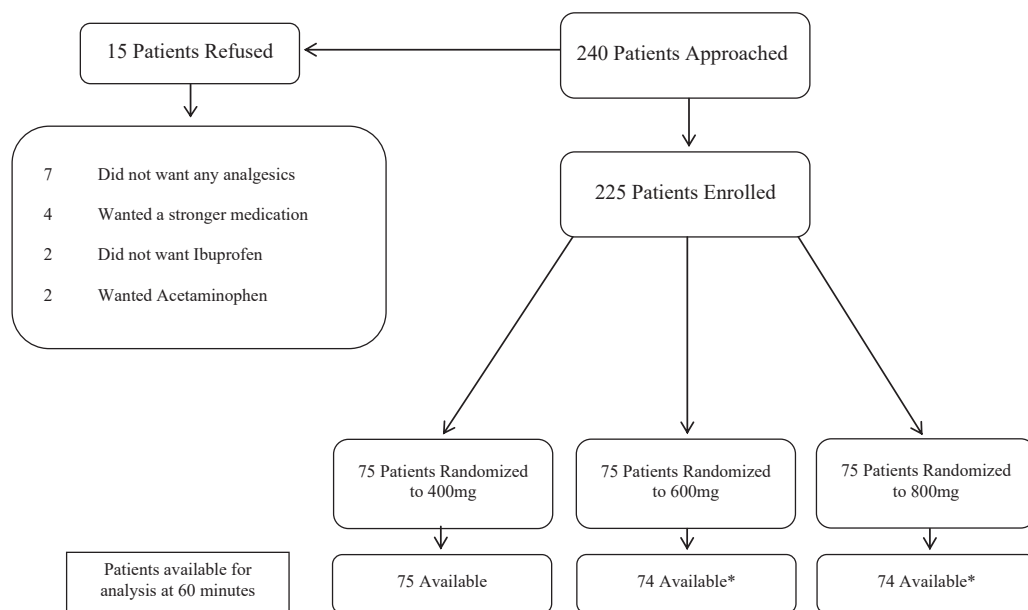 15 Patients Refused
240 Patients Approached
7 Did not want any analgesics
4 Wanted a stronger medication
2 Did not want Ibuprofen
2 Wanted Acetaminophen
225 Patients Enrolled
75 Patients Randomized
to 400mg
75 Patients Randomized
to 600mg
75 Patients Randomized
to 800mg
Patients available for
analysis at 60 minutes
75 Available
74 Available*
74 Available*